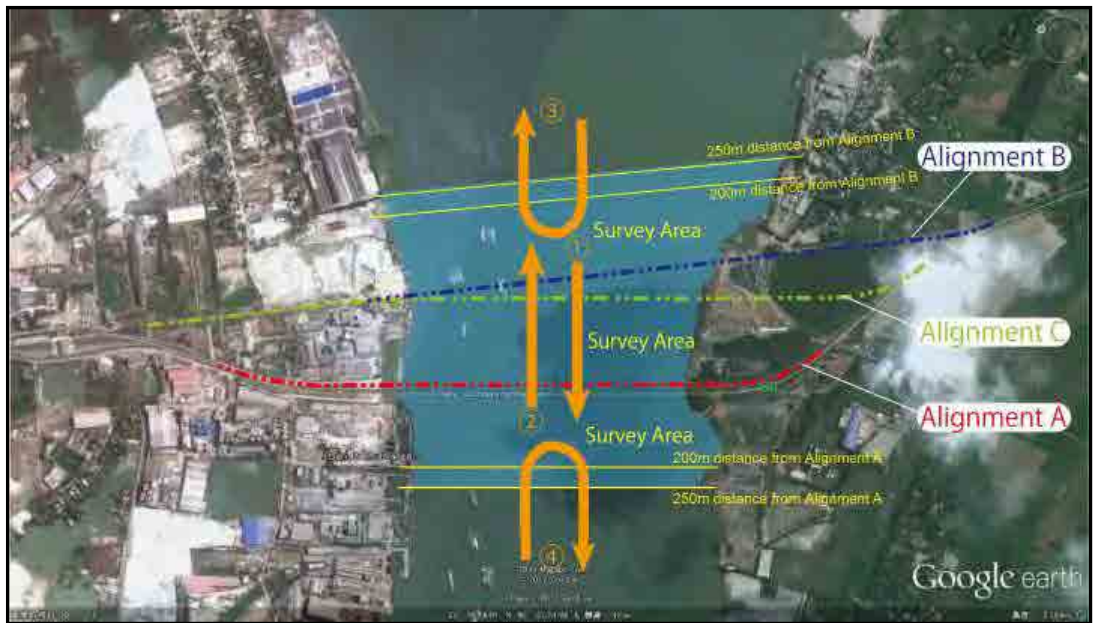 ③
250m distance from Alignment B
200m distance from Alignment B
Alignment B
Survey Area
①
Survey Area
Alignment C
②
Survey Area
Alignment A
200m distance from Alignment A
250m distance from Alignment A
④
Google earth